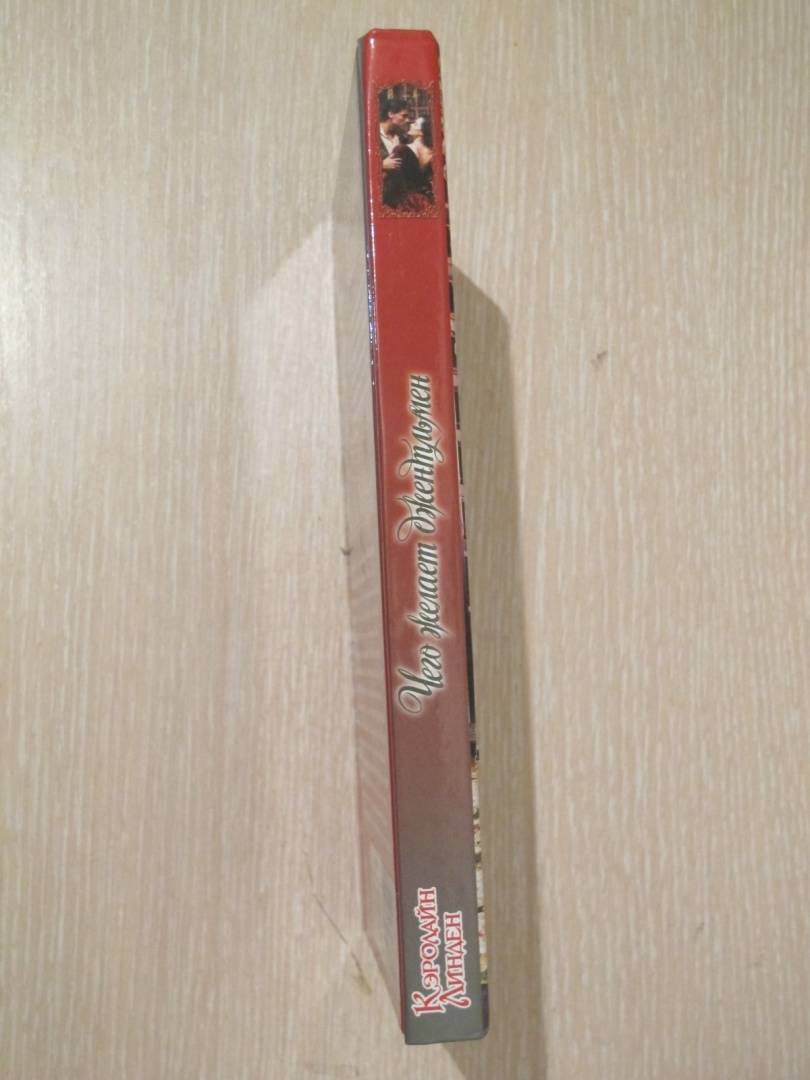 Кэролайн
Линден
Чего желает джентльмен